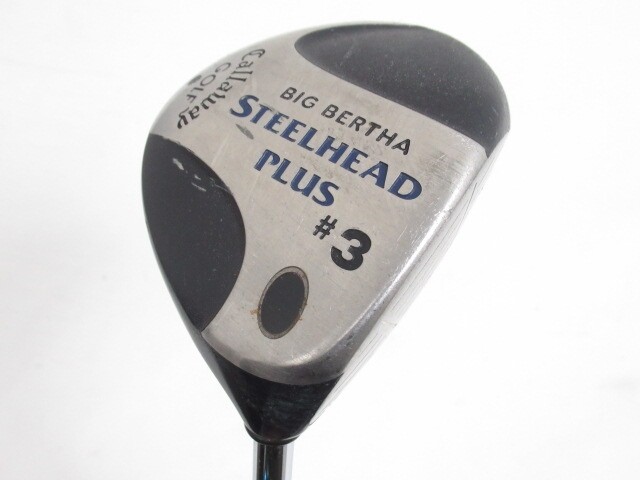 Callaway
GOLF
BIG BERTHA
STEELHEAD
PLUS
#3